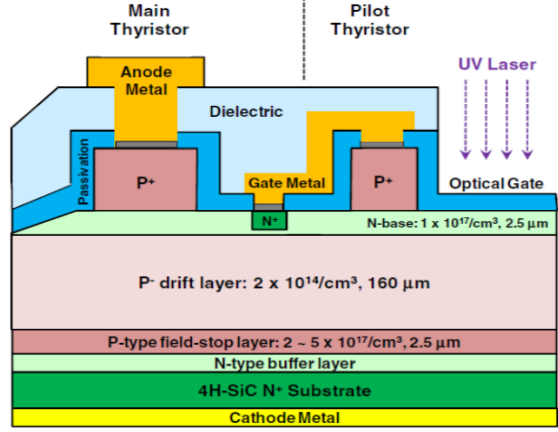 Main
Thyristor
Pilot
Thyristor
UV Laser
Anode
Metal
Dielectric
Passivation
P+
Gate Metal
P+
Optical Gate
N+
N-base: 1 x 10¹⁷/cm³, 2.5 μm
P⁻ drift layer: 2 x 10¹⁴/cm³, 160 μm
P-type field-stop layer: 2 ~ 5 x 10¹⁷/cm³, 2.5 μm
N-type buffer layer
4H-SiC N+ Substrate
Cathode Metal